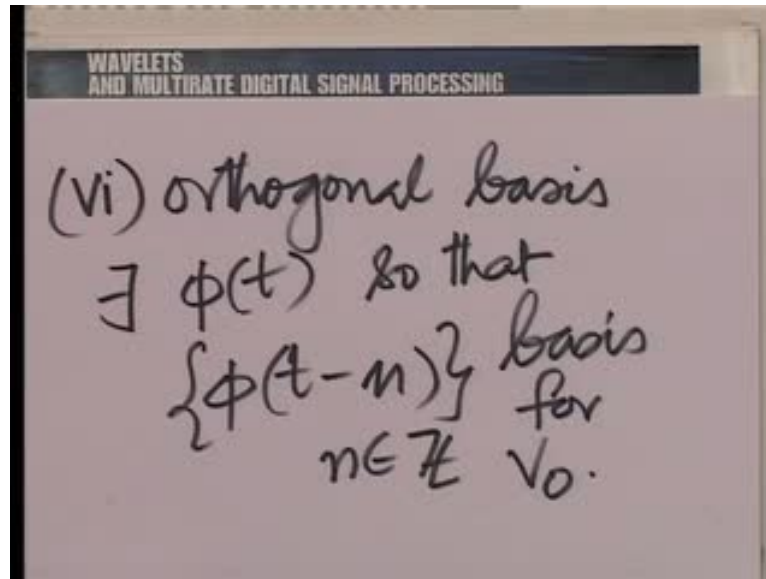 WAVELETS
AND MULTIRATE DIGITAL SIGNAL PROCESSING
(vi) orthogonal basis
∃ φ(t) so that
{φ(t-n)} basis
n∈ℤ for
V₀.